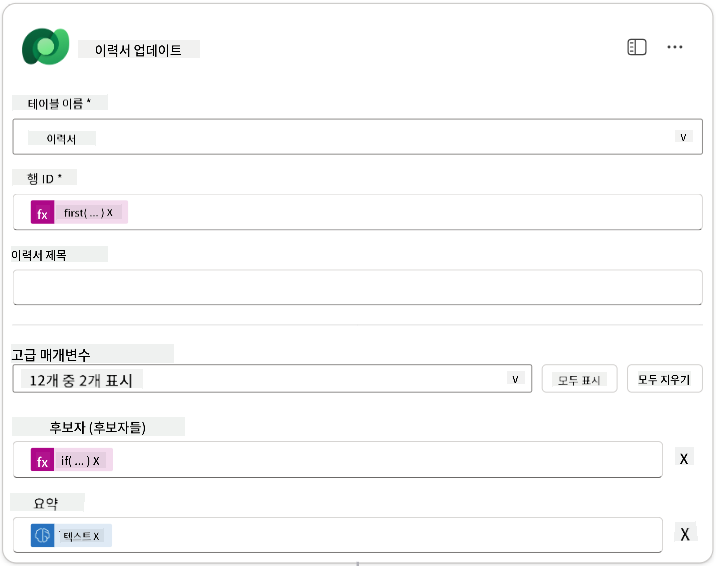 이력서 업데이트
테이블 이름 *
이력서
v
행 ID *
fx first( ... ) X
이력서 제목
고급 매개변수
12개 중 2개 표시
v
모두 표시
모두 지우기
후보자 (후보자들)
fx if( ... ) X
X
요약
텍스트 X
X